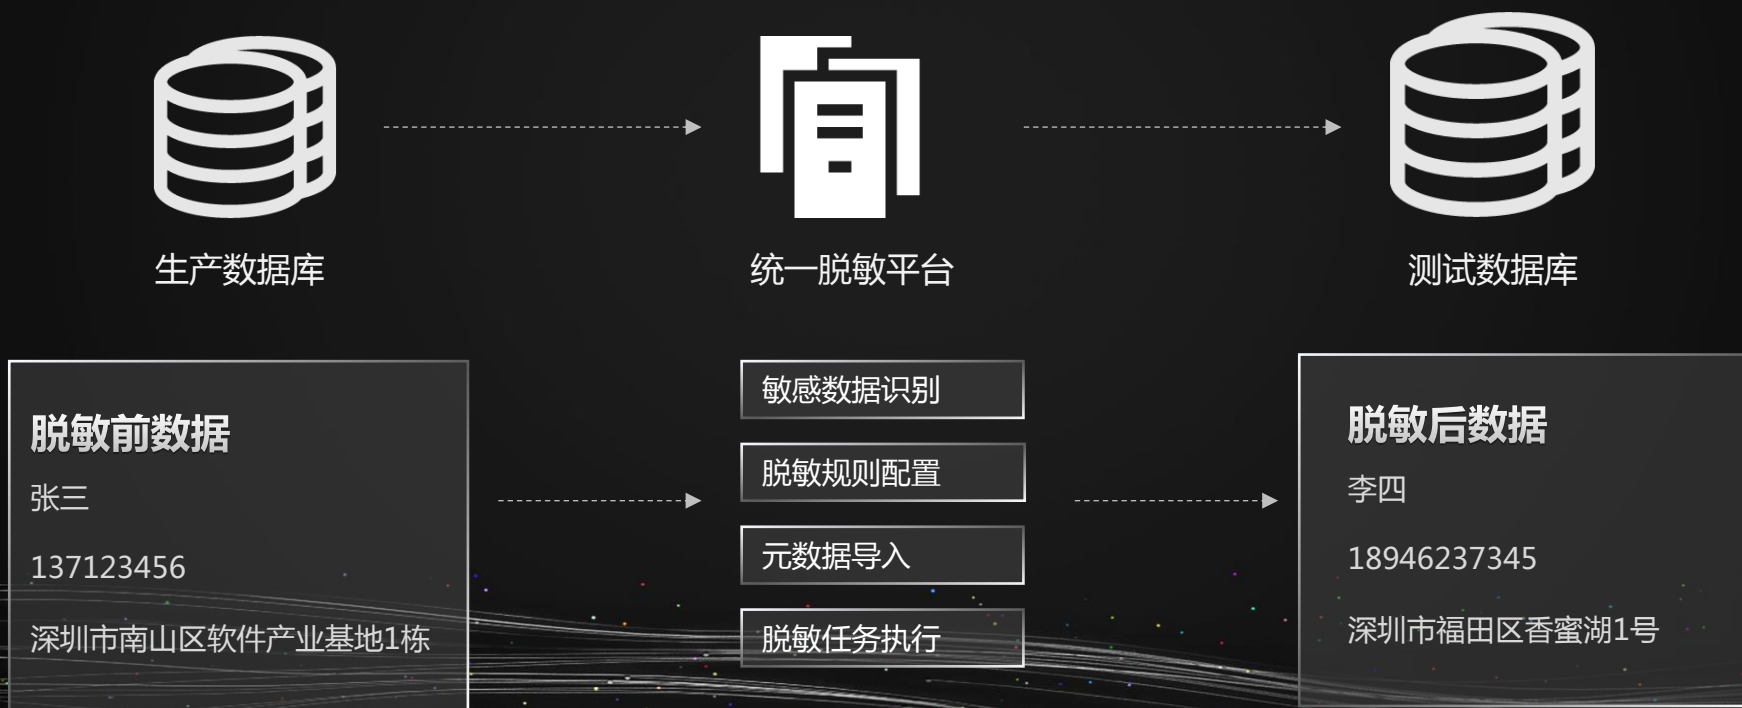 生产数据库
统一脱敏平台
测试数据库
脱敏前数据
张三
137123456
深圳市南山区软件产业基地1栋
敏感数据识别
脱敏规则配置
元数据导入
脱敏任务执行
脱敏后数据
李四
18946237345
深圳市福田区香蜜湖1号